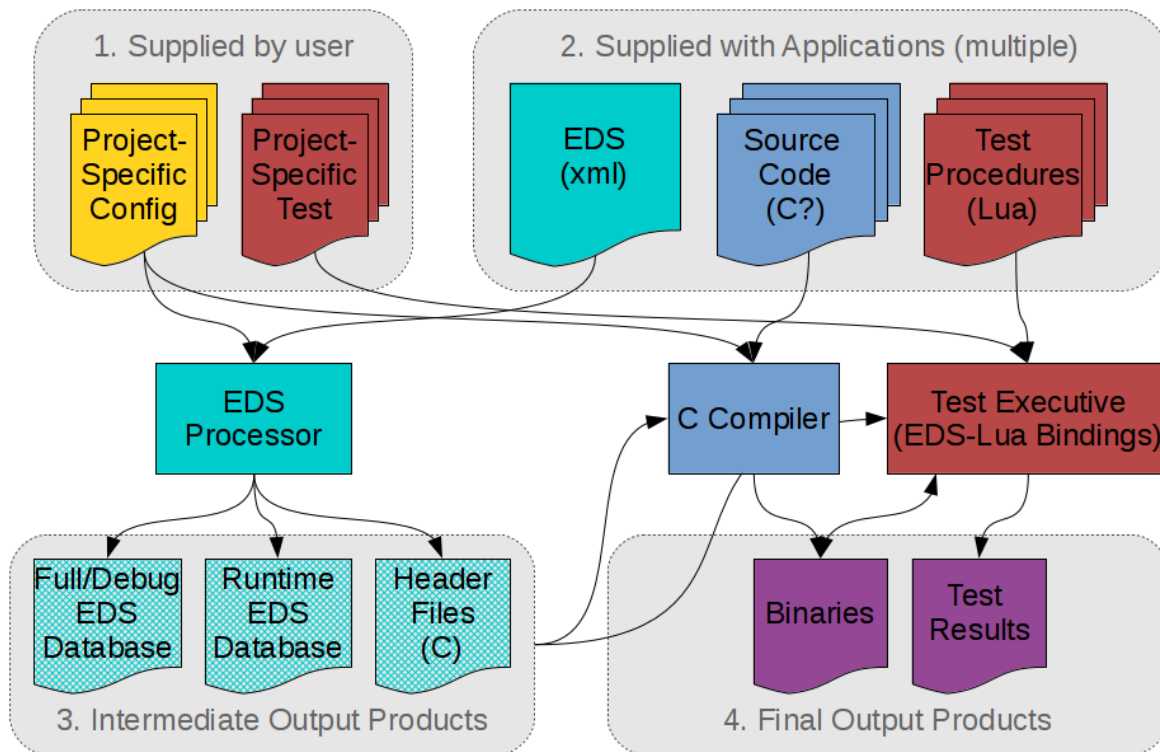 1. Supplied by user
2. Supplied with Applications (multiple)
Project-
Specific
Config
Project-
Specific
Test
EDS
(xml)
Source
Code
(C?)
Test
Procedures
(Lua)
EDS
Processor
C Compiler
Test Executive
(EDS-Lua Bindings)
Full/Debug
EDS
Database
Runtime
EDS
Database
Header
Files
(C)
Binaries
Test
Results
3. Intermediate Output Products
4. Final Output Products